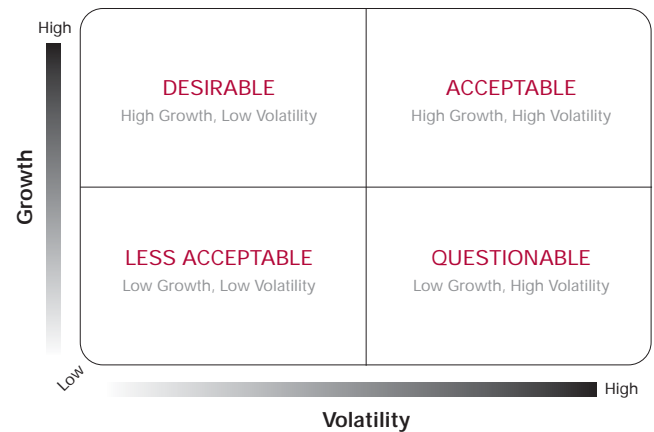 High
DESIRABLE
High Growth, Low Volatility
ACCEPTABLE
High Growth, High Volatility
Growth
LESS ACCEPTABLE
Low Growth, Low Volatility
QUESTIONABLE
Low Growth, High Volatility
Low
High
Volatility